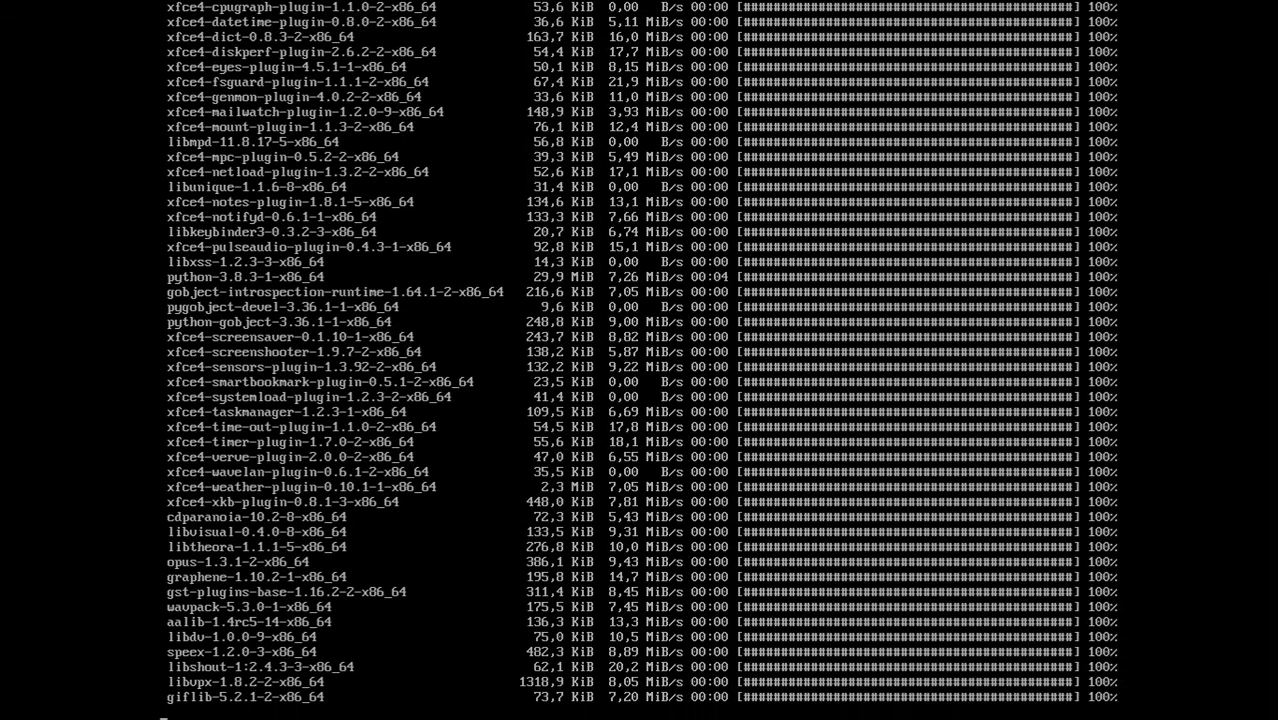 xfce4-cpugraph-plugin-1.1.0-2-x86_64 53,6 KiB 0,00 B/s 00:00 [############################################] 100%
xfce4-datetime-plugin-0.8.0-2-x86_64 36,6 KiB 5,11 MiB/s 00:00 [############################################] 100%
xfce4-dict-0.8.3-2-x86_64 163,7 KiB 16,0 MiB/s 00:00 [############################################] 100%
xfce4-diskperf-plugin-2.6.2-2-x86_64 54,4 KiB 17,7 MiB/s 00:00 [############################################] 100%
xfce4-eyes-plugin-4.5.1-1-x86_64 50,1 KiB 8,15 MiB/s 00:00 [############################################] 100%
xfce4-fsguard-plugin-1.1.1-2-x86_64 67,4 KiB 21,9 MiB/s 00:00 [############################################] 100%
xfce4-genmon-plugin-4.0.2-2-x86_64 33,6 KiB 11,0 MiB/s 00:00 [############################################] 100%
xfce4-mailwatch-plugin-1.2.0-9-x86_64 148,9 KiB 3,93 MiB/s 00:00 [############################################] 100%
xfce4-mount-plugin-1.1.3-2-x86_64 76,1 KiB 12,4 MiB/s 00:00 [############################################] 100%
libmpd-11.8.17-5-x86_64 56,8 KiB 0,00 B/s 00:00 [############################################] 100%
xfce4-mpc-plugin-0.5.2-2-x86_64 39,3 KiB 5,49 MiB/s 00:00 [############################################] 100%
xfce4-netload-plugin-1.3.2-2-x86_64 52,6 KiB 17,1 MiB/s 00:00 [############################################] 100%
libunique-1.1.6-8-x86_64 31,4 KiB 0,00 B/s 00:00 [############################################] 100%
xfce4-notes-plugin-1.8.1-5-x86_64 134,6 KiB 13,1 MiB/s 00:00 [############################################] 100%
xfce4-notifyd-0.6.1-1-x86_64 133,3 KiB 7,66 MiB/s 00:00 [############################################] 100%
libkeybinder3-0.3.2-3-x86_64 20,7 KiB 6,74 MiB/s 00:00 [############################################] 100%
xfce4-pulseaudio-plugin-0.4.3-1-x86_64 92,8 KiB 15,1 MiB/s 00:00 [############################################] 100%
libxss-1.2.3-3-x86_64 14,3 KiB 0,00 B/s 00:00 [############################################] 100%
python-3.8.3-1-x86_64 29,9 MiB 7,26 MiB/s 00:04 [############################################] 100%
gobject-introspection-runtime-1.64.1-2-x86_64 216,6 KiB 7,05 MiB/s 00:00 [############################################] 100%
pygobject-devel-3.36.1-1-x86_64 9,6 KiB 0,00 B/s 00:00 [############################################] 100%
python-gobject-3.36.1-1-x86_64 248,8 KiB 9,00 MiB/s 00:00 [############################################] 100%
xfce4-screensaver-0.1.10-1-x86_64 243,7 KiB 8,82 MiB/s 00:00 [############################################] 100%
xfce4-screenshooter-1.9.7-2-x86_64 138,2 KiB 5,87 MiB/s 00:00 [############################################] 100%
xfce4-sensors-plugin-1.3.92-2-x86_64 132,2 KiB 9,22 MiB/s 00:00 [############################################] 100%
xfce4-smartbookmark-plugin-0.5.1-2-x86_64 23,5 KiB 0,00 B/s 00:00 [############################################] 100%
xfce4-systemload-plugin-1.2.3-2-x86_64 41,4 KiB 0,00 B/s 00:00 [############################################] 100%
xfce4-taskmanager-1.2.3-1-x86_64 109,5 KiB 6,69 MiB/s 00:00 [############################################] 100%
xfce4-time-out-plugin-1.1.0-2-x86_64 54,5 KiB 17,8 MiB/s 00:00 [############################################] 100%
xfce4-timer-plugin-1.7.0-2-x86_64 55,6 KiB 18,1 MiB/s 00:00 [############################################] 100%
xfce4-verve-plugin-2.0.0-2-x86_64 47,0 KiB 6,55 MiB/s 00:00 [############################################] 100%
xfce4-wavelan-plugin-0.6.1-2-x86_64 35,5 KiB 0,00 B/s 00:00 [############################################] 100%
xfce4-weather-plugin-0.10.1-1-x86_64 2,3 MiB 7,05 MiB/s 00:00 [############################################] 100%
xfce4-xkb-plugin-0.8.1-3-x86_64 448,0 KiB 7,81 MiB/s 00:00 [############################################] 100%
cdparanoia-10.2-8-x86_64 72,3 KiB 5,43 MiB/s 00:00 [############################################] 100%
libvisual-0.4.0-8-x86_64 133,5 KiB 9,31 MiB/s 00:00 [############################################] 100%
libtheora-1.1.1-5-x86_64 276,8 KiB 10,0 MiB/s 00:00 [############################################] 100%
opus-1.3.1-2-x86_64 386,1 KiB 9,43 MiB/s 00:00 [############################################] 100%
graphene-1.10.2-1-x86_64 195,8 KiB 14,7 MiB/s 00:00 [############################################] 100%
gst-plugins-base-1.16.2-2-x86_64 311,4 KiB 8,45 MiB/s 00:00 [############################################] 100%
wavpack-5.3.0-1-x86_64 175,5 KiB 7,45 MiB/s 00:00 [############################################] 100%
aalib-1.4rc5-14-x86_64 136,3 KiB 13,3 MiB/s 00:00 [############################################] 100%
libdv-1.0.0-9-x86_64 75,0 KiB 10,5 MiB/s 00:00 [############################################] 100%
speex-1.2.0-3-x86_64 482,3 KiB 8,89 MiB/s 00:00 [############################################] 100%
libshout-1:2.4.3-3-x86_64 62,1 KiB 20,2 MiB/s 00:00 [############################################] 100%
libvpx-1.8.2-2-x86_64 1318,9 KiB 8,05 MiB/s 00:00 [############################################] 100%
giflib-5.2.1-2-x86_64 73,7 KiB 7,20 MiB/s 00:00 [############################################] 100%